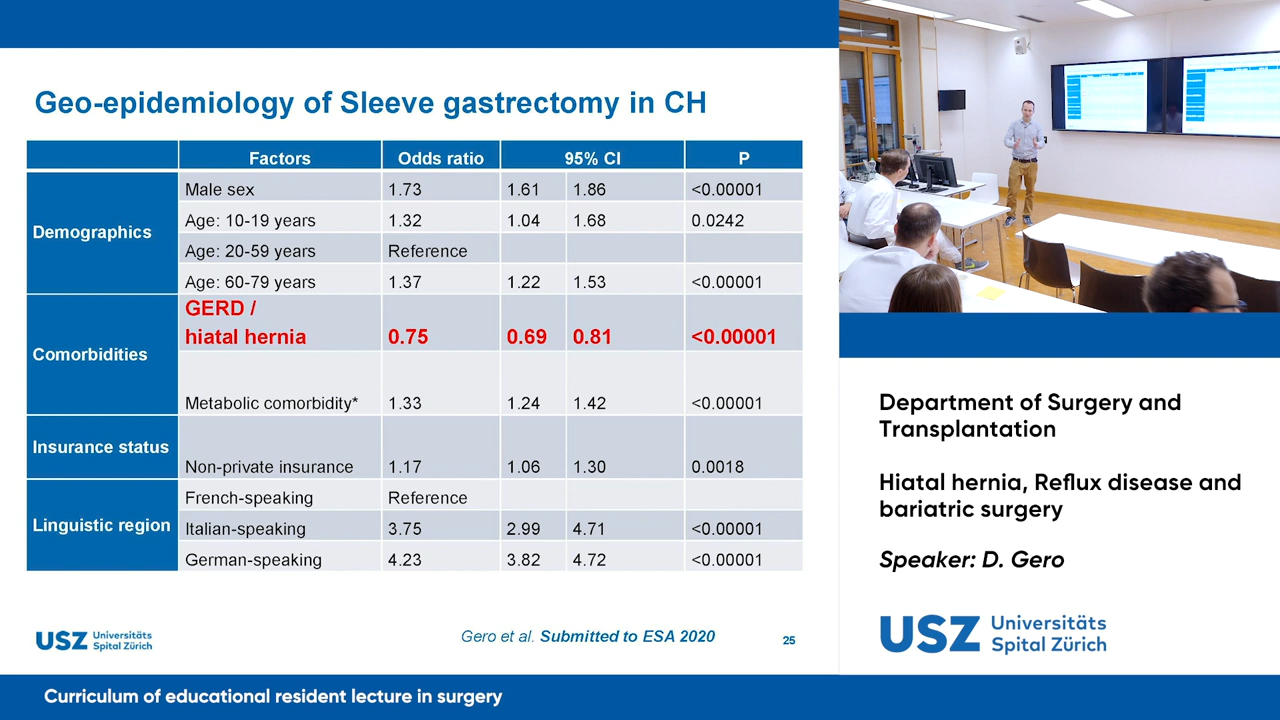 Geo-epidemiology of Sleeve gastrectomy in CH
Factors Odds ratio 95% CI P
Demographics
Male sex 1.73 1.61 1.86 <0.00001
Age: 10-19 years 1.32 1.04 1.68 0.0242
Age: 20-59 years Reference
Age: 60-79 years 1.37 1.22 1.53 <0.00001
Comorbidities
GERD /
hiatal hernia 0.75 0.69 0.81 <0.00001
Metabolic comorbidity* 1.33 1.24 1.42 <0.00001
Insurance status
Non-private insurance 1.17 1.06 1.30 0.0018
Linguistic region
French-speaking Reference
Italian-speaking 3.75 2.99 4.71 <0.00001
German-speaking 4.23 3.82 4.72 <0.00001
USZ Universitäts
Spital Zürich
Gero et al. Submitted to ESA 2020
25
Department of Surgery and
Transplantation
Hiatal hernia, Reflux disease and
bariatric surgery
Speaker: D. Gero
USZ Universitäts
Spital Zürich
Curriculum of educational resident lecture in surgery